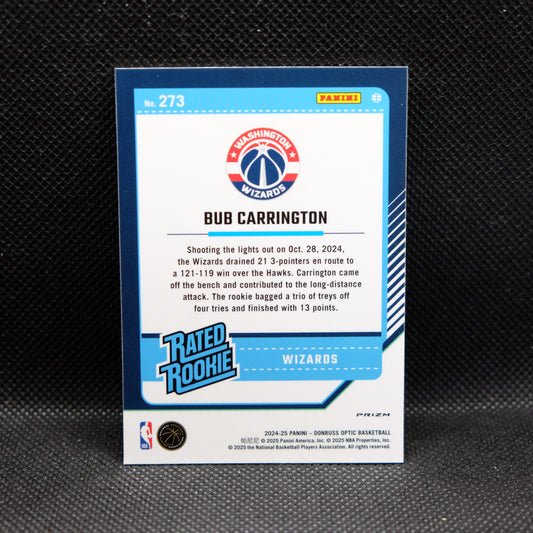 No. 273
PANINI
WASHINGTON
WIZARDS
BUB CARRINGTON
Shooting the lights out on Oct. 28, 2024,
the Wizards drained 21 3-pointers en route to
a 121-119 win over the Hawks. Carrington came
off the bench and contributed to the long-distance
attack. The rookie bagged a trio of treys off
four tries and finished with 13 points.
RATED
ROOKIE
WIZARDS
PRIZM
2024-25 PANINI – DONRUSS OPTIC BASKETBALL
帕尼尼 © 2025 Panini America, Inc. © 2025 NBA Properties, Inc.
© 2025 the National Basketball Players Association. All rights reserved.